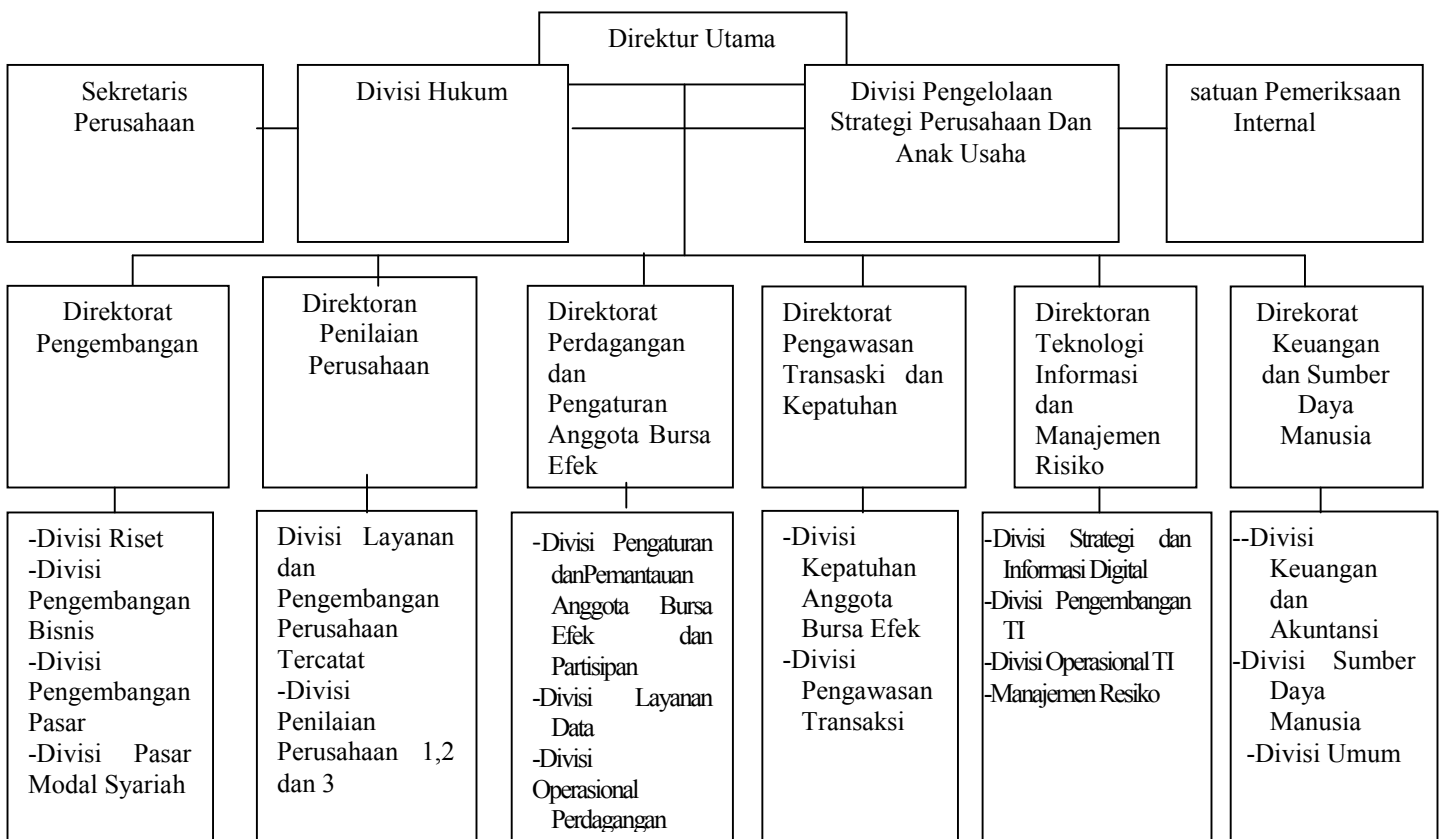 Direktur Utama
Sekretaris
Perusahaan
Divisi Hukum
Divisi Pengelolaan
Strategi Perusahaan Dan
Anak Usaha
satuan Pemeriksaan
Internal
Direktorat
Pengembangan
Direktoran
Penilaian
Perusahaan
Direktorat
Perdagangan
dan
Pengaturan
Anggota Bursa
Efek
Direktorat
Pengawasan
Transaski dan
Kepatuhan
Direktoran
Teknologi
Informasi
dan
Manajemen
Risiko
Direkorat
Keuangan
dan Sumber
Daya
Manusia
-Divisi Riset
-Divisi
Pengembangan
Bisnis
-Divisi
Pengembangan
Pasar
-Divisi Pasar
Modal Syariah
Divisi Layanan
dan
Pengembangan
Perusahaan
Tercatat
-Divisi
Penilaian
Perusahaan 1,2
dan 3
-Divisi Pengaturan
danPemantauan
Anggota Bursa
Efek dan
Partisipan
-Divisi Layanan
Data
-Divisi
Operasional
Perdagangan
-Divisi
Kepatuhan
Anggota
Bursa Efek
-Divisi
Pengawasan
Transaksi
-Divisi Strategi dan
Informasi Digital
-Divisi Pengembangan
TI
-Divisi Operasional TI
-Manajemen Resiko
--Divisi
Keuangan
dan
Akuntansi
-Divisi Sumber
Daya
Manusia
-Divisi Umum